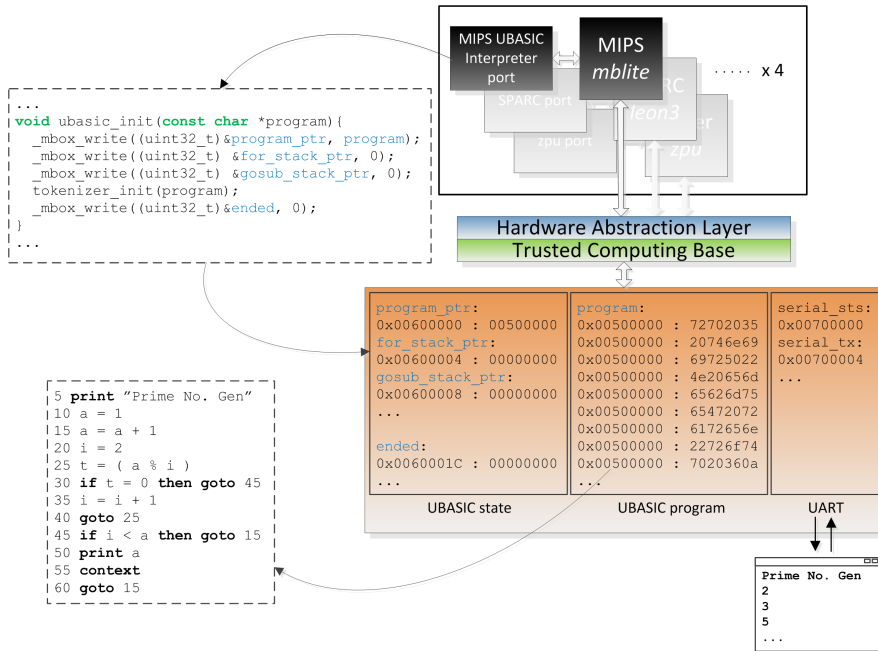 MIPS UBASIC
Interpreter
port
MIPS
mblite
SPARC port
leon3
zpu port
zpu
..... x 4
...
void ubasic_init(const char *program){
_mbox_write((uint32_t)&program_ptr, program);
_mbox_write((uint32_t) &for_stack_ptr, 0);
_mbox_write((uint32_t) &gosub_stack_ptr, 0);
tokenizer_init(program);
_mbox_write((uint32_t)&ended, 0);
}
...
Hardware Abstraction Layer
Trusted Computing Base
program_ptr:
0x00600000 : 00500000
for_stack_ptr:
0x00600004 : 00000000
gosub_stack_ptr:
0x00600008 : 00000000
...
ended:
0x0060001C : 00000000
...
UBASIC state
program:
0x00500000 : 72702035
0x00500000 : 20746e69
0x00500000 : 69725022
0x00500000 : 4e20656d
0x00500000 : 65626d75
0x00500000 : 65472072
0x00500000 : 6172656e
0x00500000 : 22726f74
0x00500000 : 7020360a
...
UBASIC program
serial_sts:
0x00700000
serial_tx:
0x00700004
...
UART
5 print ”Prime No. Gen”
10 a = 1
15 a = a + 1
20 i = 2
25 t = ( a % i )
30 if t = 0 then goto 45
35 i = i + 1
40 goto 25
45 if i < a then goto 15
50 print a
55 context
60 goto 15
Prime No. Gen
2
3
5
...